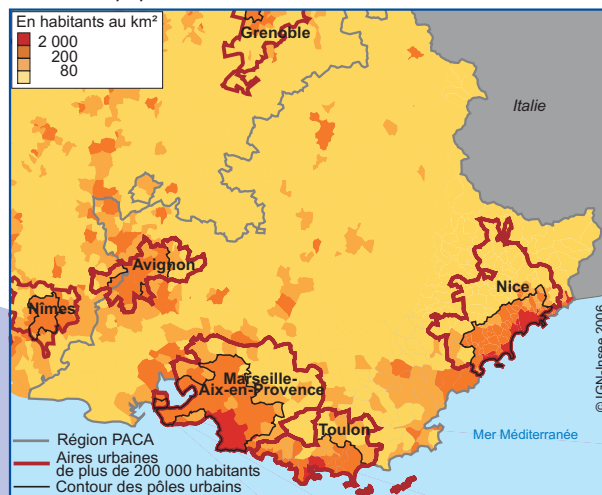 En habitants au km²
2 000
200
80
Grenoble
Italie
Avignon
Nîmes
Nice
Marseille-
Aix-en-Provence
Toulon
© IGN-Insee 2006
Mer Méditerranée
Région PACA
Aires urbaines
de plus de 200 000 habitants
Contour des pôles urbains